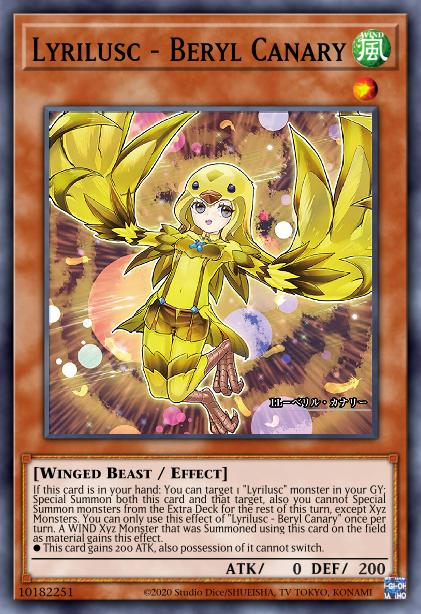 LYRILUSC - BERYL CANARY
WIND
風
LL－ベリル・カナリー
[WINGED BEAST / EFFECT]
If this card is in your hand: You can target 1 "Lyrilusc" monster in your GY;
Special Summon both this card and that target, also you cannot Special
Summon monsters from the Extra Deck for the rest of this turn, except Xyz
Monsters. You can only use this effect of "Lyrilusc - Beryl Canary" once per
turn. A WIND Xyz Monster that was Summoned using this card on the field
as material gains this effect.
● This card gains 200 ATK, also possession of it cannot switch.
ATK/ 0 DEF/ 200
10182251 ©2020 Studio Dice/SHUEISHA, TV TOKYO, KONAMI